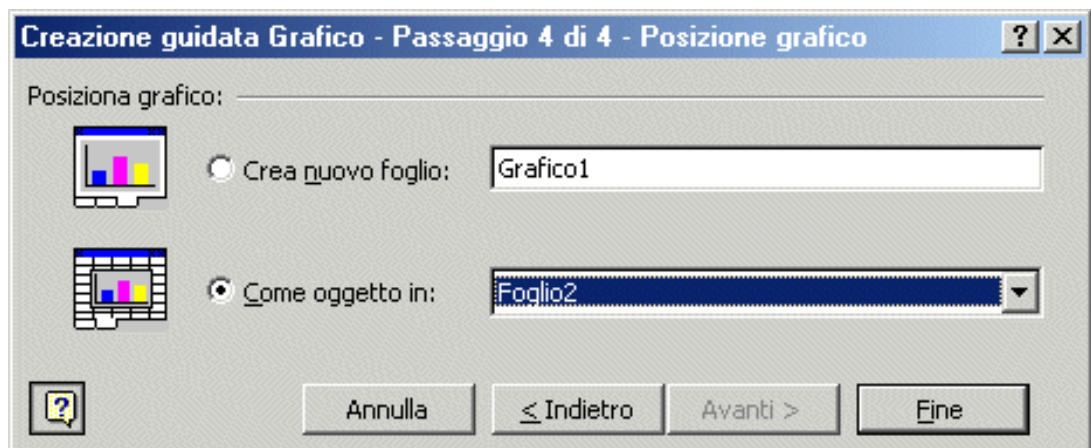 Creazione guidata Grafico - Passaggio 4 di 4 - Posizione grafico
Posiziona grafico:
Crea nuovo foglio: Grafico1
Come oggetto in: Foglio2
Annulla < Indietro Avanti > Fine